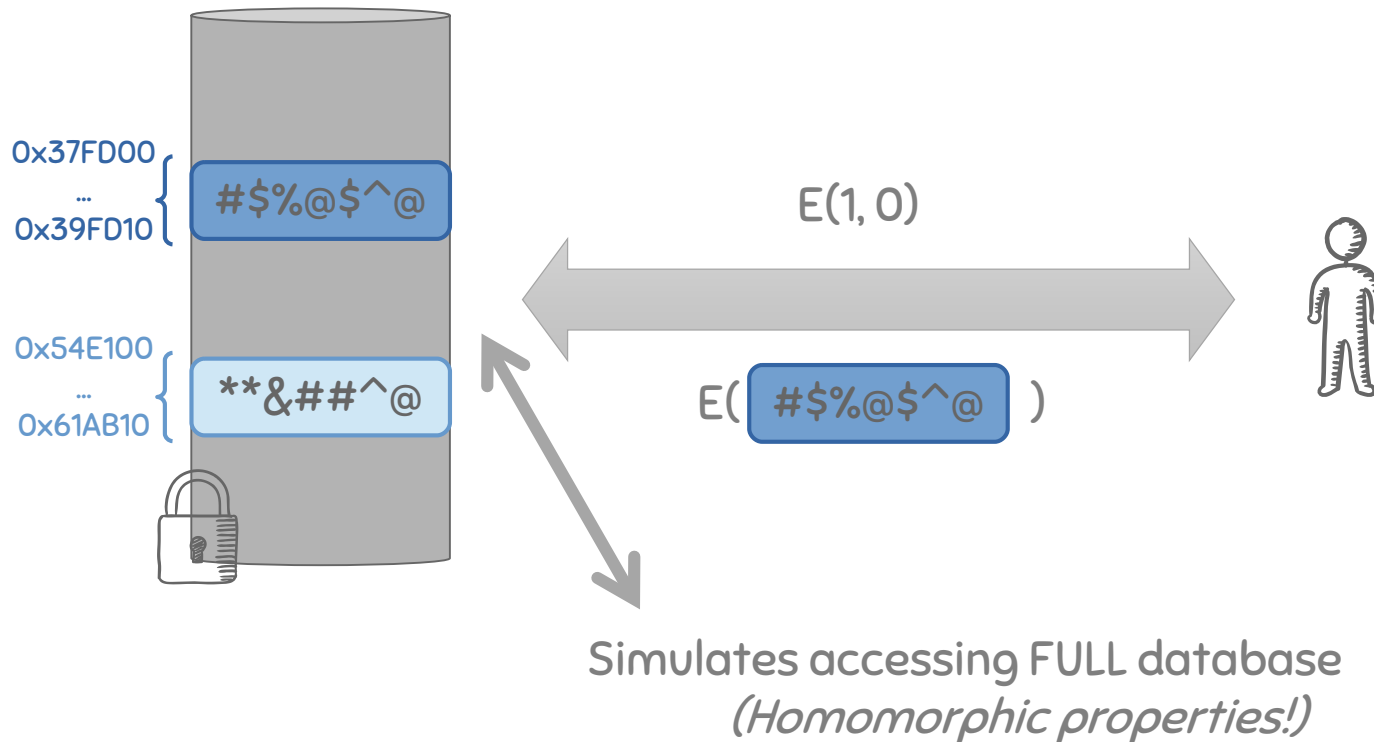 0x37FD00
...
0x39FD10
#$%@$^@
E(1, 0)
0x54E100
...
0x61AB10
**&##^@
E( #$%@$^@ )
Simulates accessing FULL database
(Homomorphic properties!)